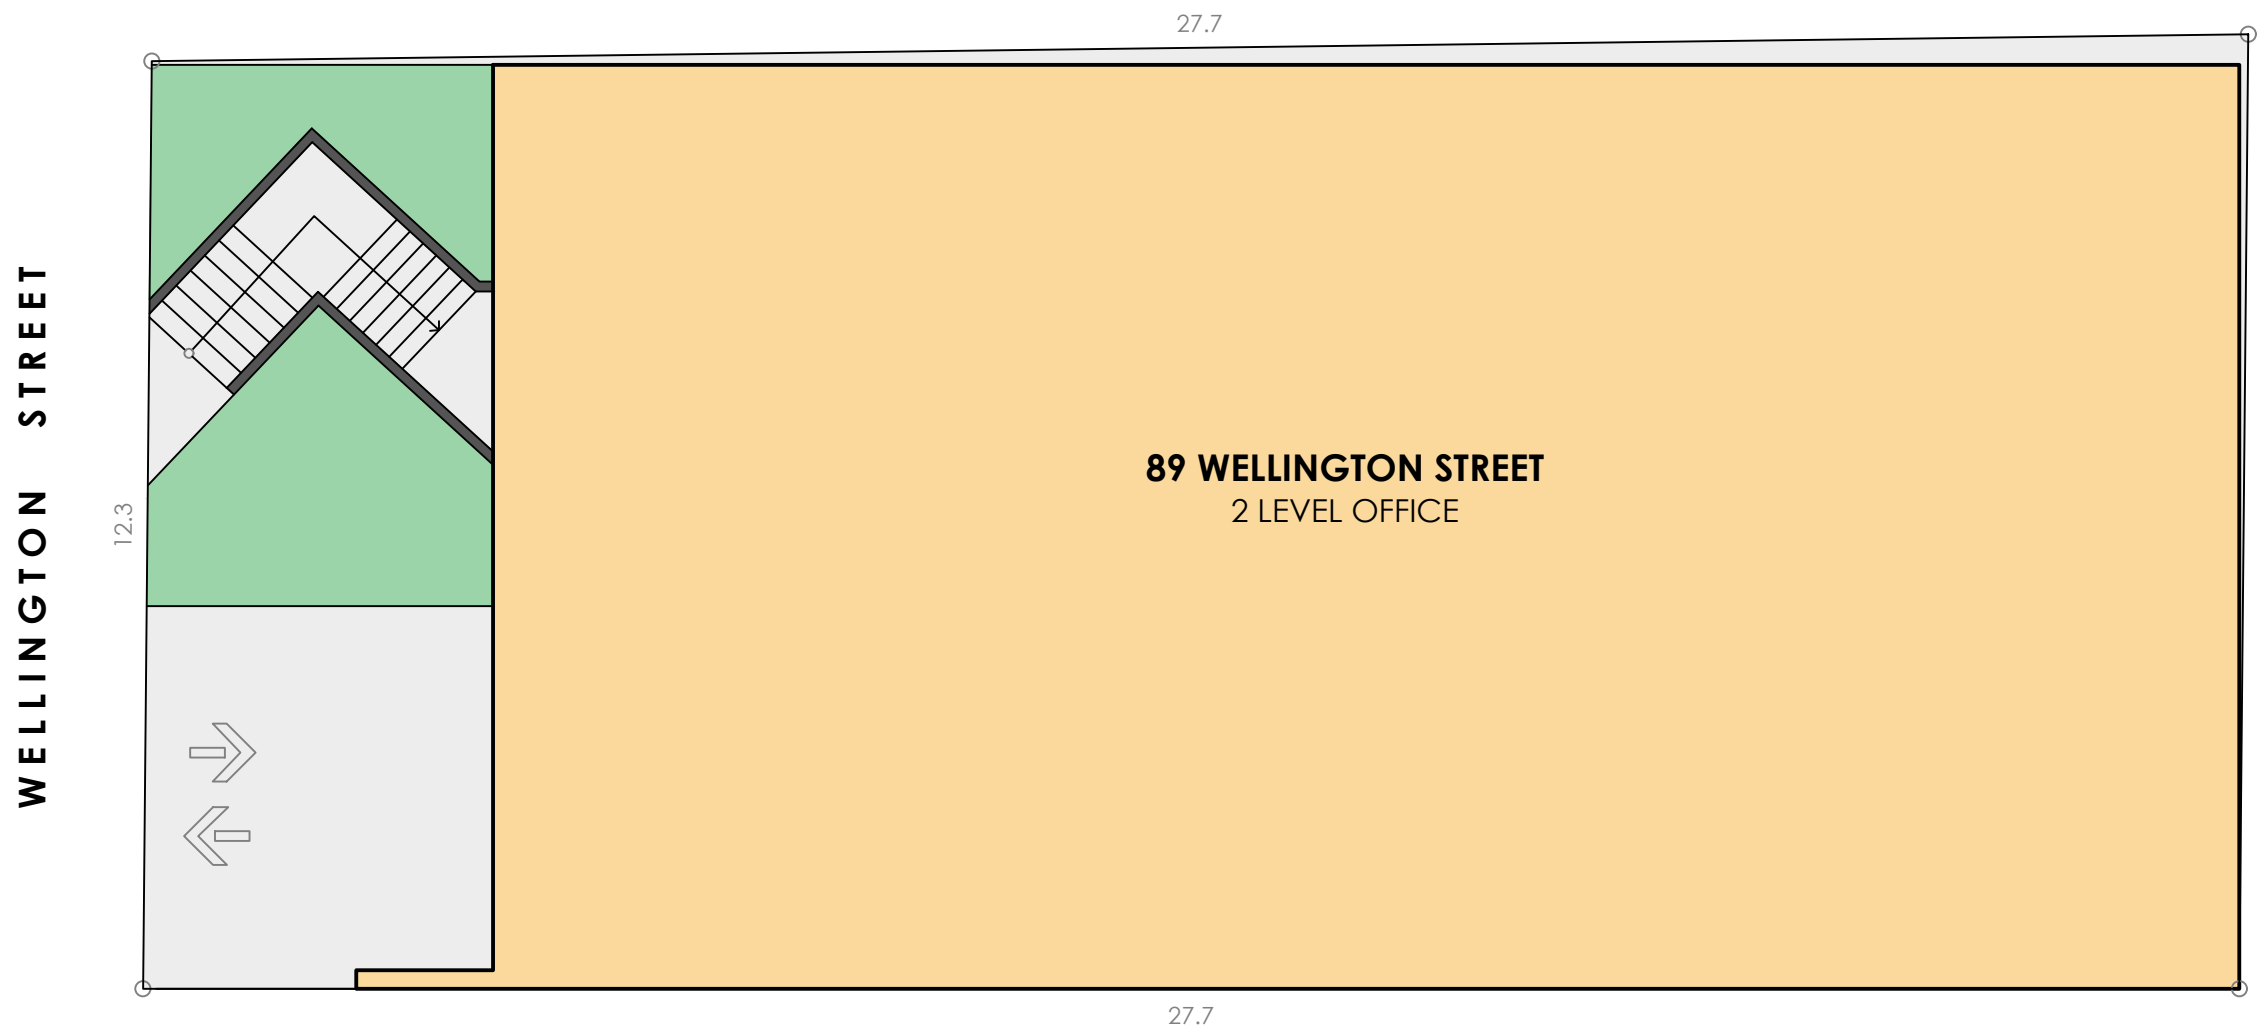 27.7
WELLINGTON STREET
12.3
89 WELLINGTON STREET
2 LEVEL OFFICE
27.7